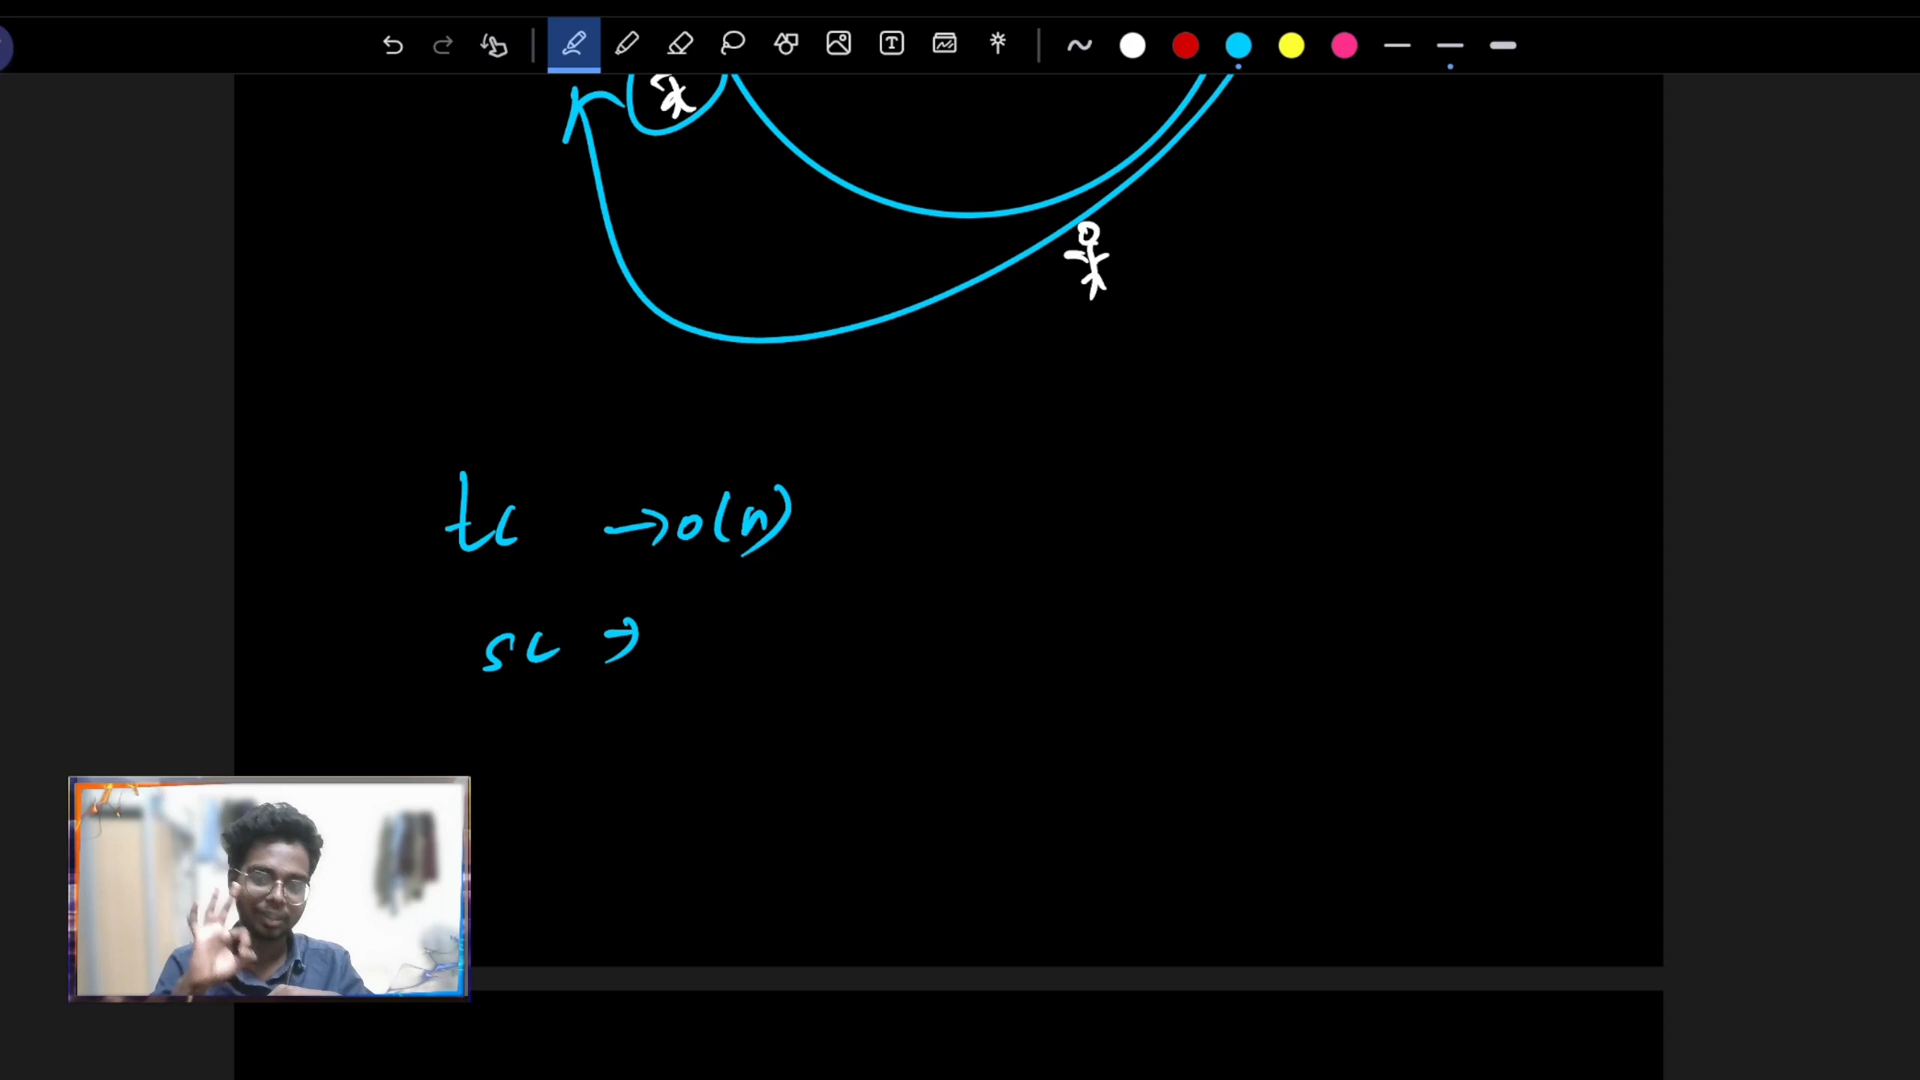 tc → o(n)
sc →